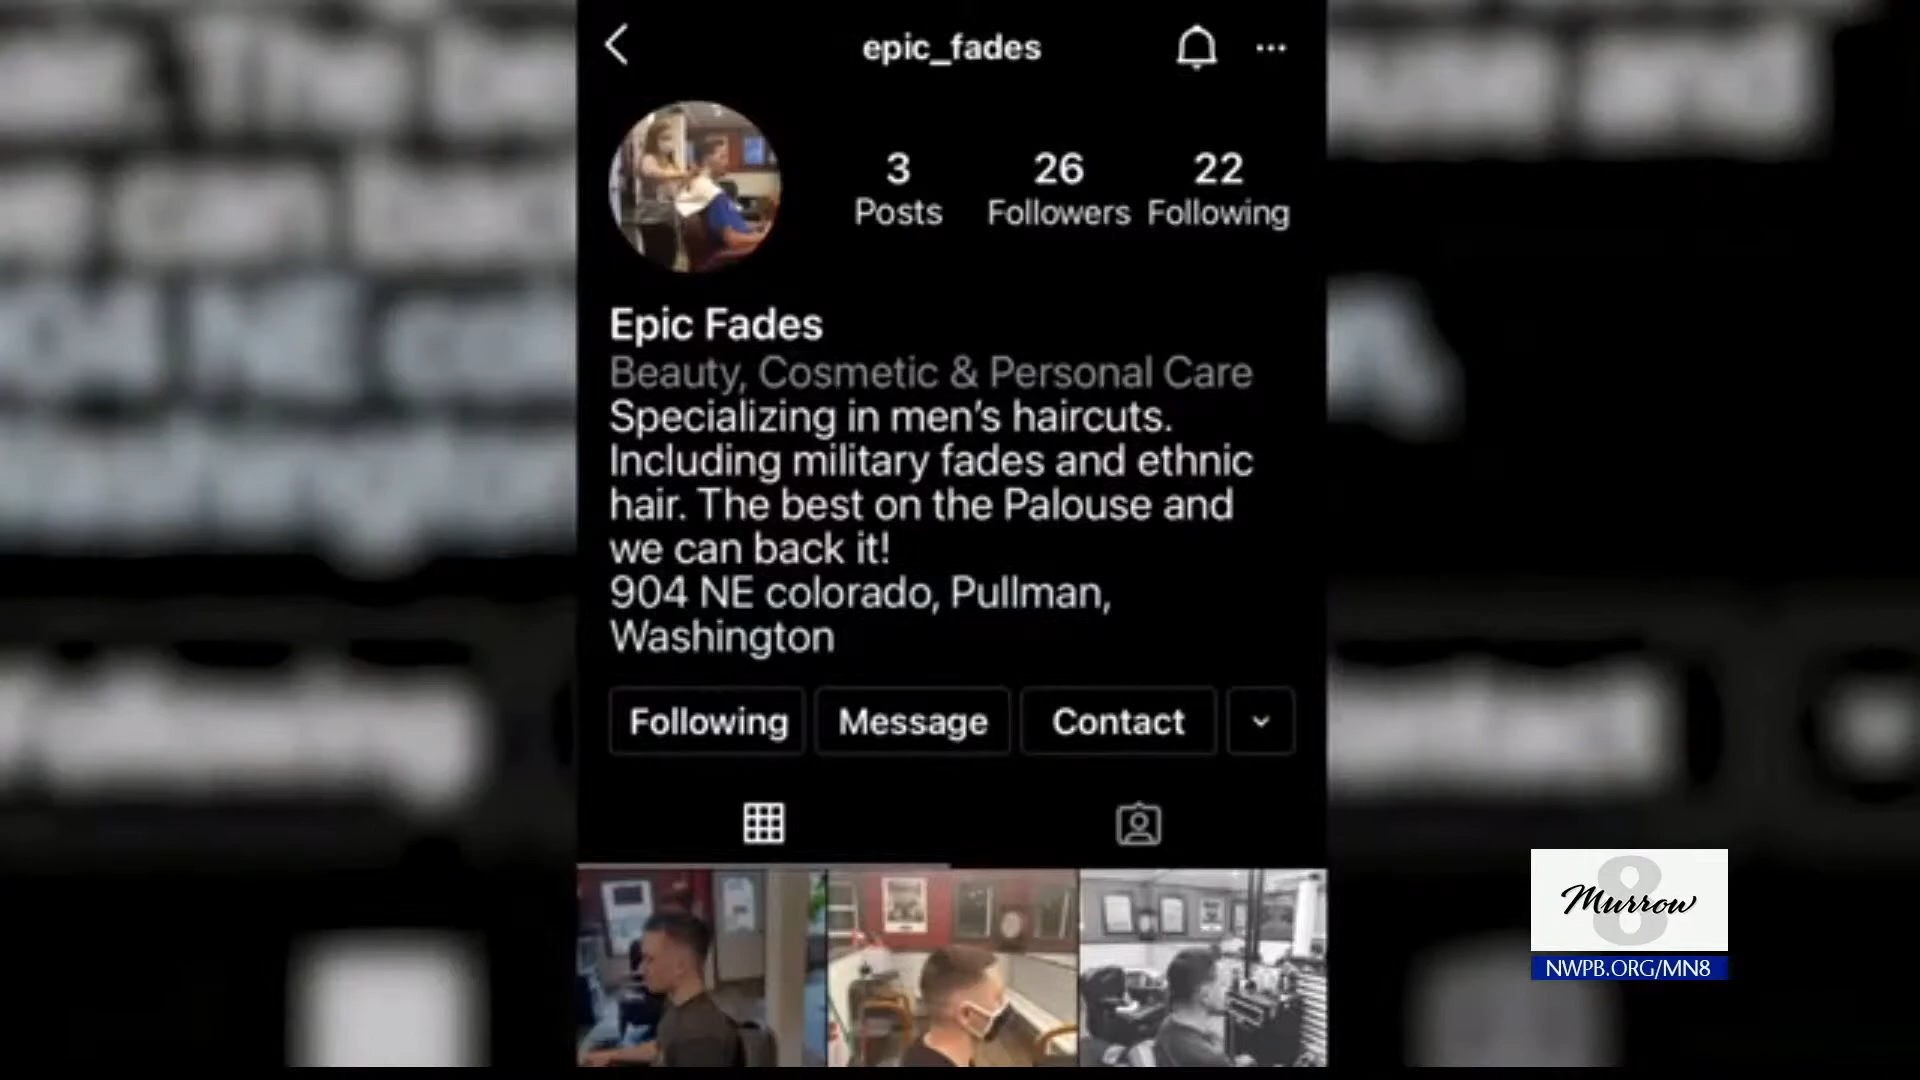 epic_fades
3
Posts
26
Followers
22
Following
Epic Fades
Beauty, Cosmetic & Personal Care
Specializing in men's haircuts.
Including military fades and ethnic
hair. The best on the Palouse and
we can back it!
904 NE colorado, Pullman,
Washington
Following
Message
Contact
8
Murrow
NWPB.ORG/MN8